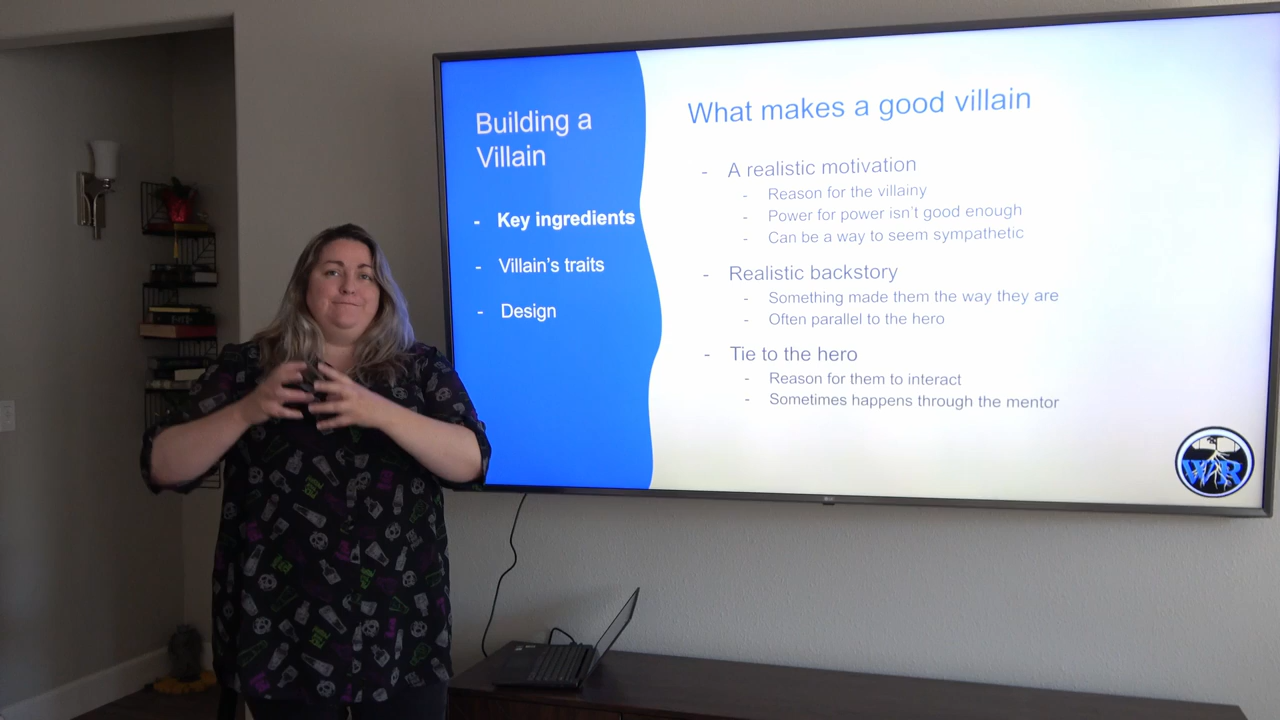 Building a
Villain
- Key ingredients
- Villain's traits
- Design
What makes a good villain
- A realistic motivation
- Reason for the villainy
- Power for power isn't good enough
- Can be a way to seem sympathetic
- Realistic backstory
- Something made them the way they are
- Often parallel to the hero
- Tie to the hero
- Reason for them to interact
- Sometimes happens through the mentor